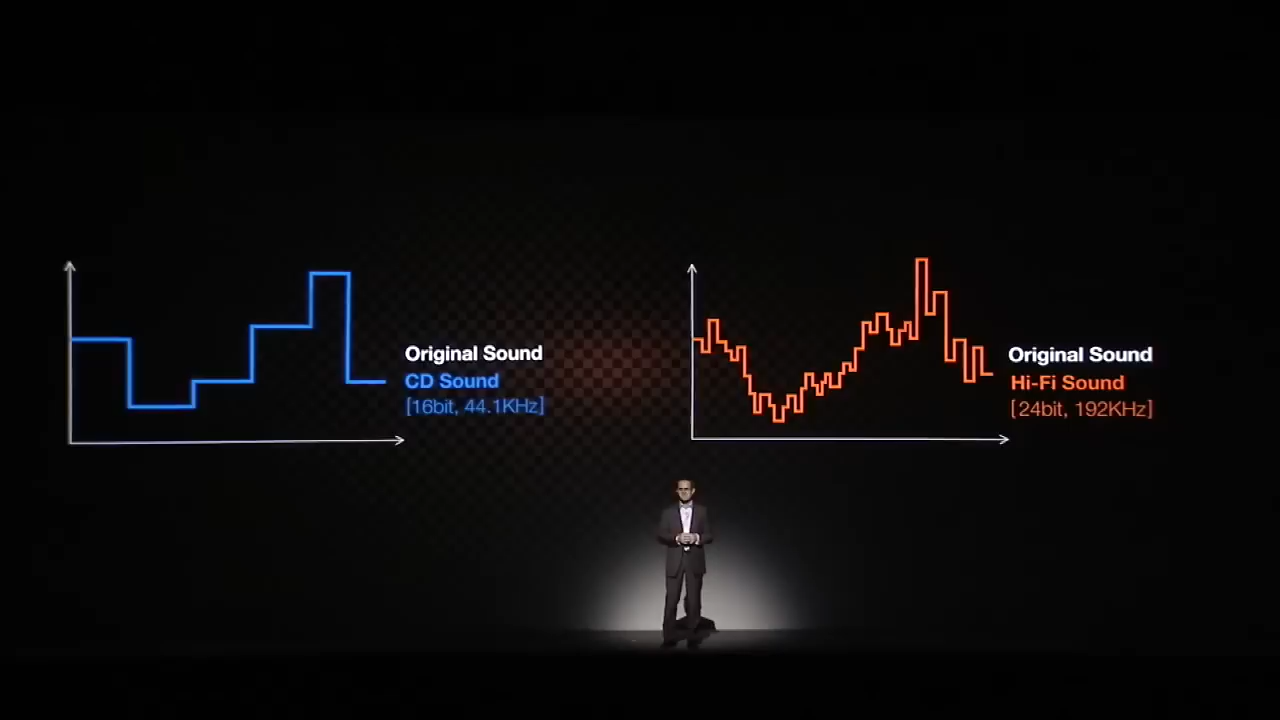 Original Sound
CD Sound
[16bit, 44.1KHz]
Original Sound
Hi-Fi Sound
[24bit, 192KHz]